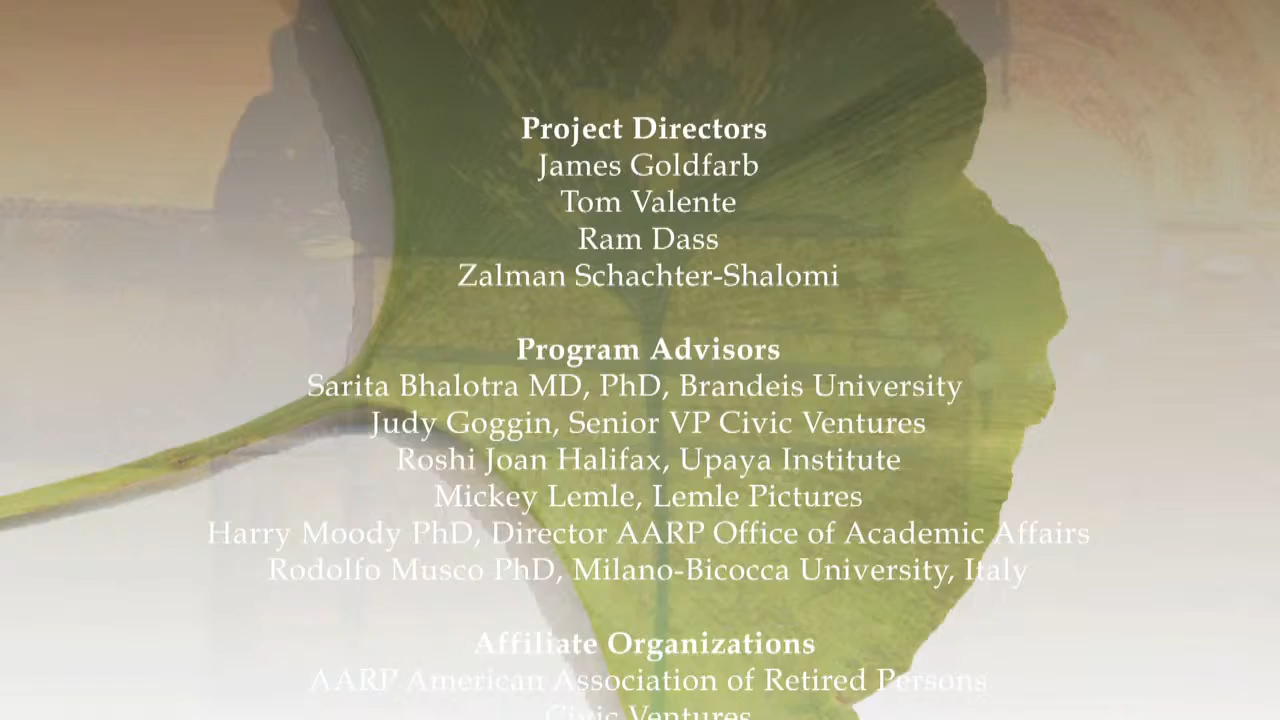 Project Directors
James Goldfarb
Tom Valente
Ram Dass
Zalman Schachter-Shalomi
Program Advisors
Sarita Bhalotra MD, PhD, Brandeis University
Judy Goggin, Senior VP Civic Ventures
Roshi Joan Halifax, Upaya Institute
Mickey Lemle, Lemle Pictures
Harry Moody PhD, Director AARP Office of Academic Affairs
Rodolfo Musco PhD, Milano-Bicocca University, Italy
Affiliate Organizations
AARP American Association of Retired Persons
Civic Ventures